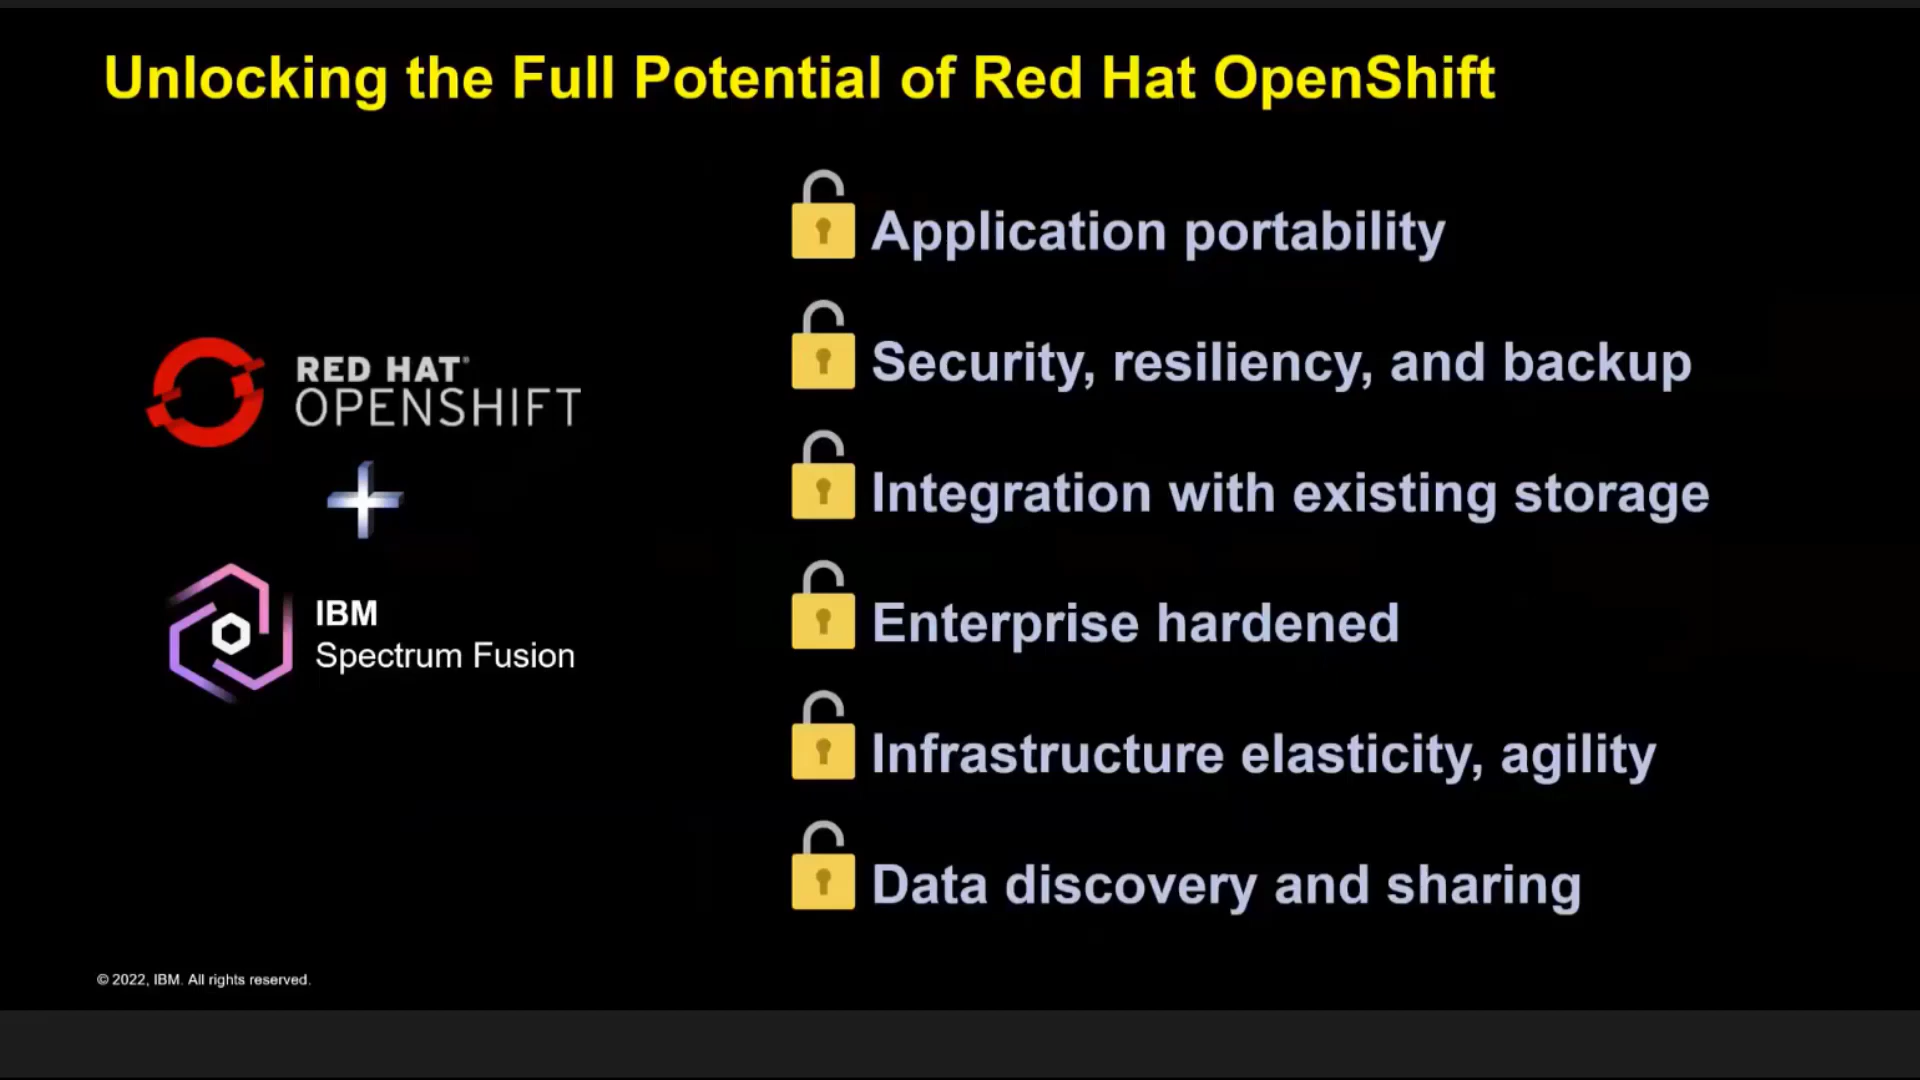 Unlocking the Full Potential of Red Hat OpenShift
RED HAT®
OPENSHIFT
IBM
Spectrum Fusion
Application portability
Security, resiliency, and backup
Integration with existing storage
Enterprise hardened
Infrastructure elasticity, agility
Data discovery and sharing
© 2022, IBM. All rights reserved.